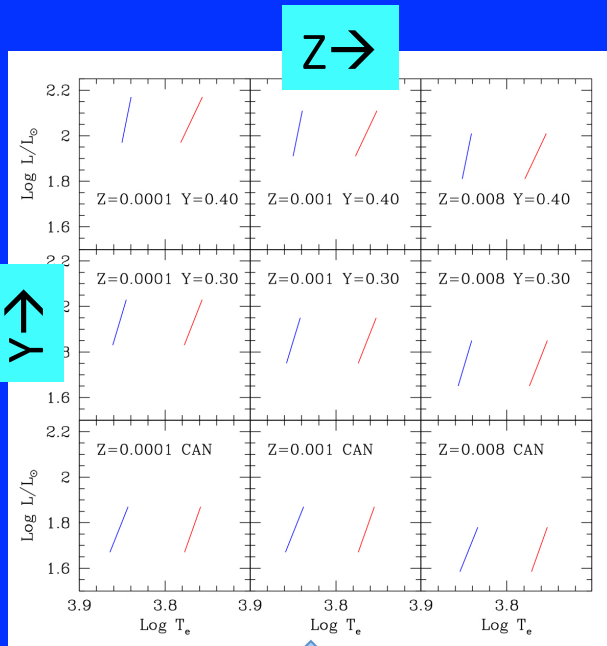 Z→
2.2
2
1.8
1.6
Log L/L☉
Z=0.0001 Y=0.40
Z=0.001 Y=0.40
Z=0.008 Y=0.40
Y→
2.2
2
8
1.6
Z=0.0001 Y=0.30
Z=0.001 Y=0.30
Z=0.008 Y=0.30
2.2
2
1.8
1.6
Log L/L☉
Z=0.0001 CAN
Z=0.001 CAN
Z=0.008 CAN
3.9 3.8 3.9 3.8 3.9 3.8
Log Te Log Te Log Te